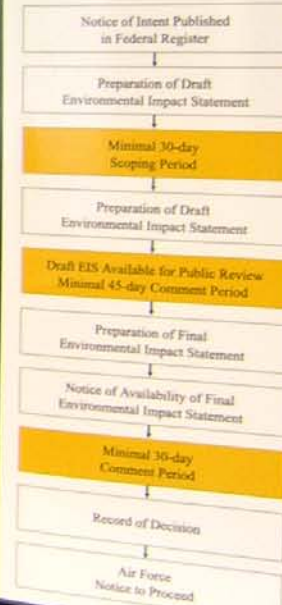 Notice of Intent Published
in Federal Register
Preparation of Draft
Environmental Impact Statement
Minimal 30-day
Scoping Period
Preparation of Draft
Environmental Impact Statement
Draft EIS Available for Public Review
Minimal 45-day Comment Period
Preparation of Final
Environmental Impact Statement
Notice of Availability of Final
Environmental Impact Statement
Minimal 30-day
Comment Period
Record of Decision
Air Force
Notice to Proceed